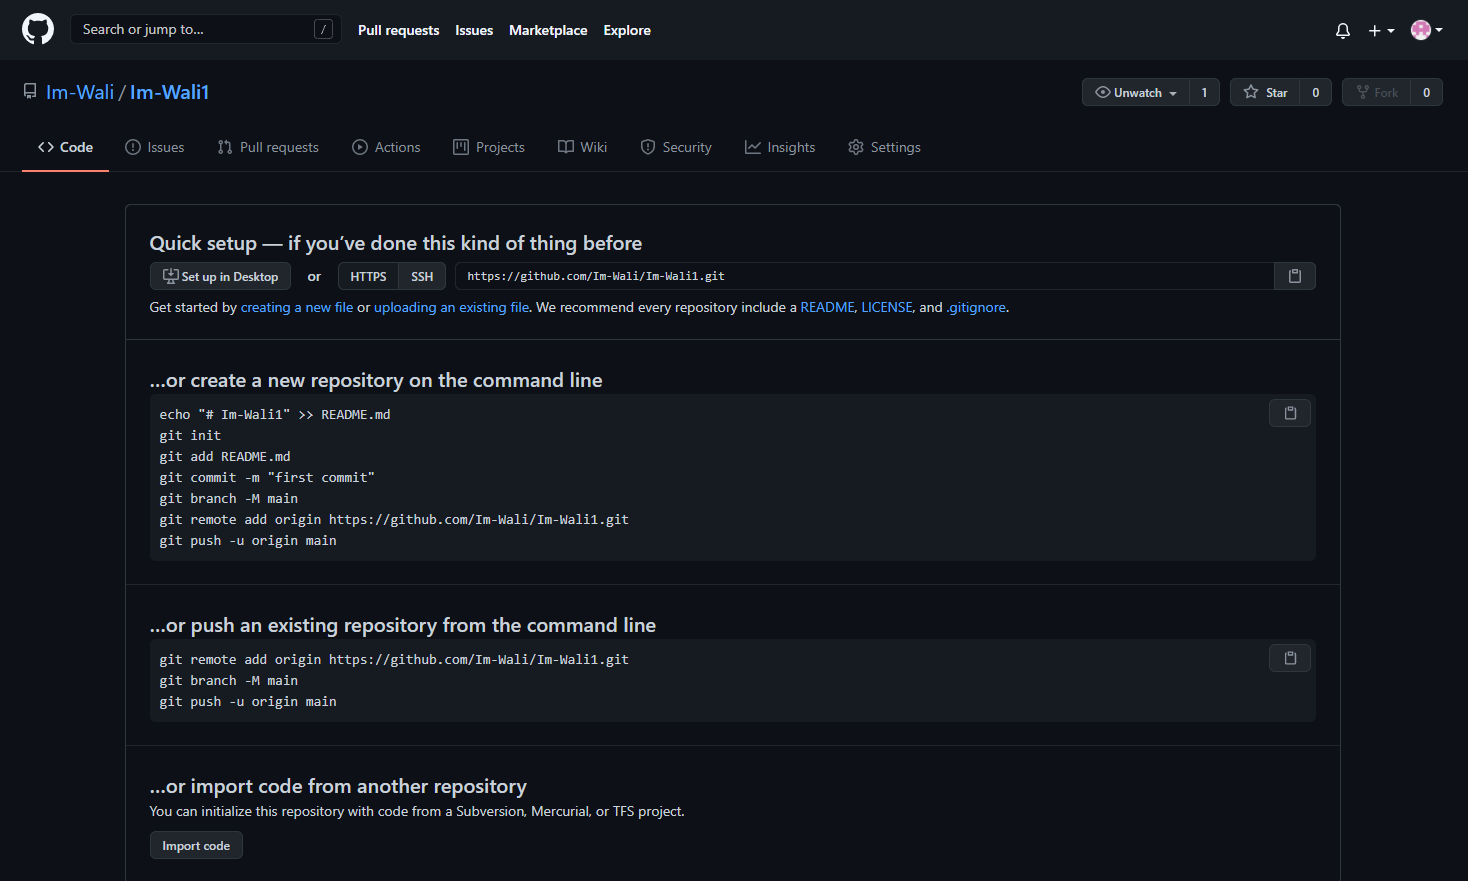 Search or jump to... /
Pull requests
Issues
Marketplace
Explore
Im-Wali / Im-Wali1
Unwatch 1
Star 0
Fork 0
Code
Issues
Pull requests
Actions
Projects
Wiki
Security
Insights
Settings
Quick setup — if you’ve done this kind of thing before
Set up in Desktop or HTTPS SSH https://github.com/Im-Wali/Im-Wali1.git
Get started by creating a new file or uploading an existing file. We recommend every repository include a README, LICENSE, and .gitignore.
…or create a new repository on the command line
echo "# Im-Wali1" >> README.md
git init
git add README.md
git commit -m "first commit"
git branch -M main
git remote add origin https://github.com/Im-Wali/Im-Wali1.git
git push -u origin main
…or push an existing repository from the command line
git remote add origin https://github.com/Im-Wali/Im-Wali1.git
git branch -M main
git push -u origin main
…or import code from another repository
You can initialize this repository with code from a Subversion, Mercurial, or TFS project.
Import code